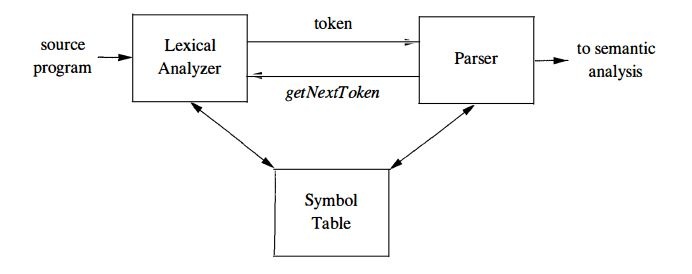 source
program
Lexical
Analyzer
token
getNextToken
Parser
to semantic
analysis
Symbol
Table